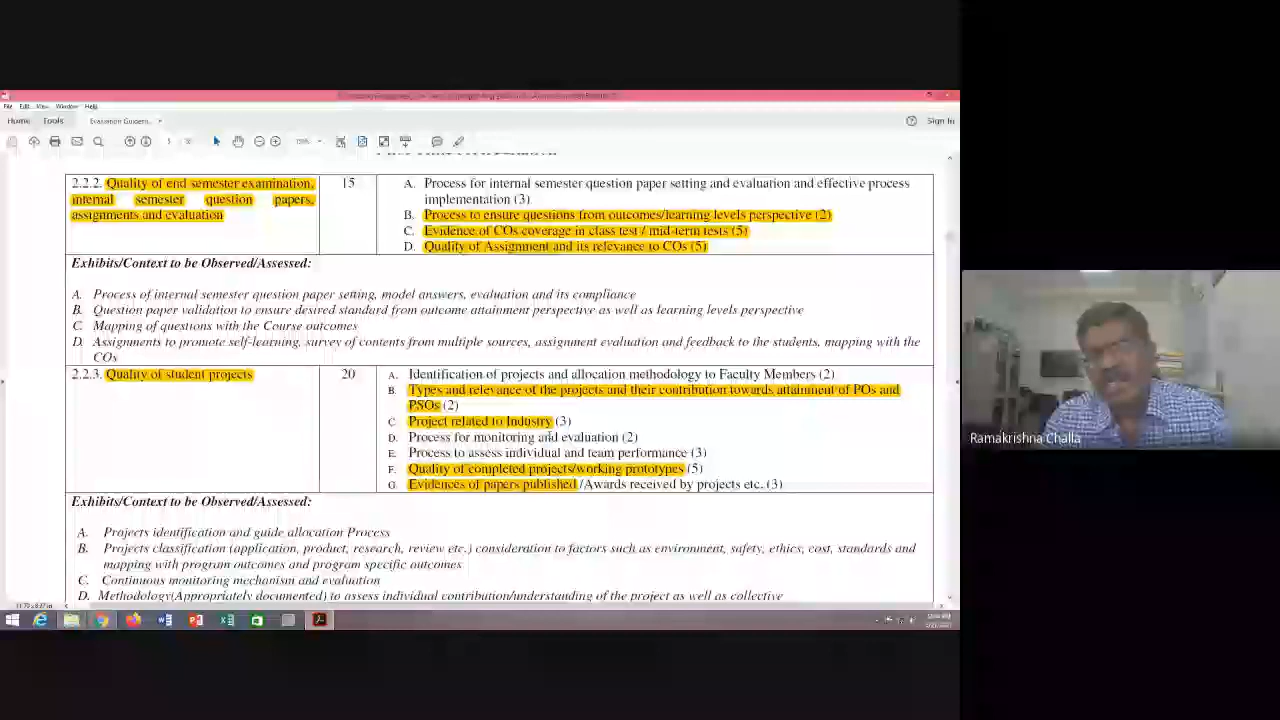 File Edit View Window Help
Home Tools Evaluation Guidelin... × Sign In
2.2.2. Quality of end semester examination, internal semester question papers, assignments and evaluation
15
A. Process for internal semester question paper setting and evaluation and effective process
implementation (3)
B. Process to ensure questions from outcomes/learning levels perspective (2)
C. Evidence of COs coverage in class test / mid-term tests (5)
D. Quality of Assignment and its relevance to COs (5)
Exhibits/Context to be Observed/Assessed:
A. Process of internal semester question paper setting, model answers, evaluation and its compliance
B. Question paper validation to ensure desired standard from outcome attainment perspective as well as learning levels perspective
C. Mapping of questions with the Course outcomes
D. Assignments to promote self-learning, survey of contents from multiple sources, assignment evaluation and feedback to the students, mapping with the
COs
2.2.3. Quality of student projects
20
A. Identification of projects and allocation methodology to Faculty Members (2)
B. Types and relevance of the projects and their contribution towards attainment of POs and
PSOs (2)
C. Project related to Industry (3)
D. Process for monitoring and evaluation (2)
E. Process to assess individual and team performance (3)
F. Quality of completed projects/working prototypes (5)
G. Evidences of papers published /Awards received by projects etc. (3)
Exhibits/Context to be Observed/Assessed:
A. Projects identification and guide allocation Process
B. Projects classification (application, product, research, review etc.) consideration to factors such as environment, safety, ethics, cost, standards and
mapping with program outcomes and program specific outcomes
C. Continuous monitoring mechanism and evaluation
D. Methodology(Appropriately documented) to assess individual contribution/understanding of the project as well as collective
Ramakrishna Challa